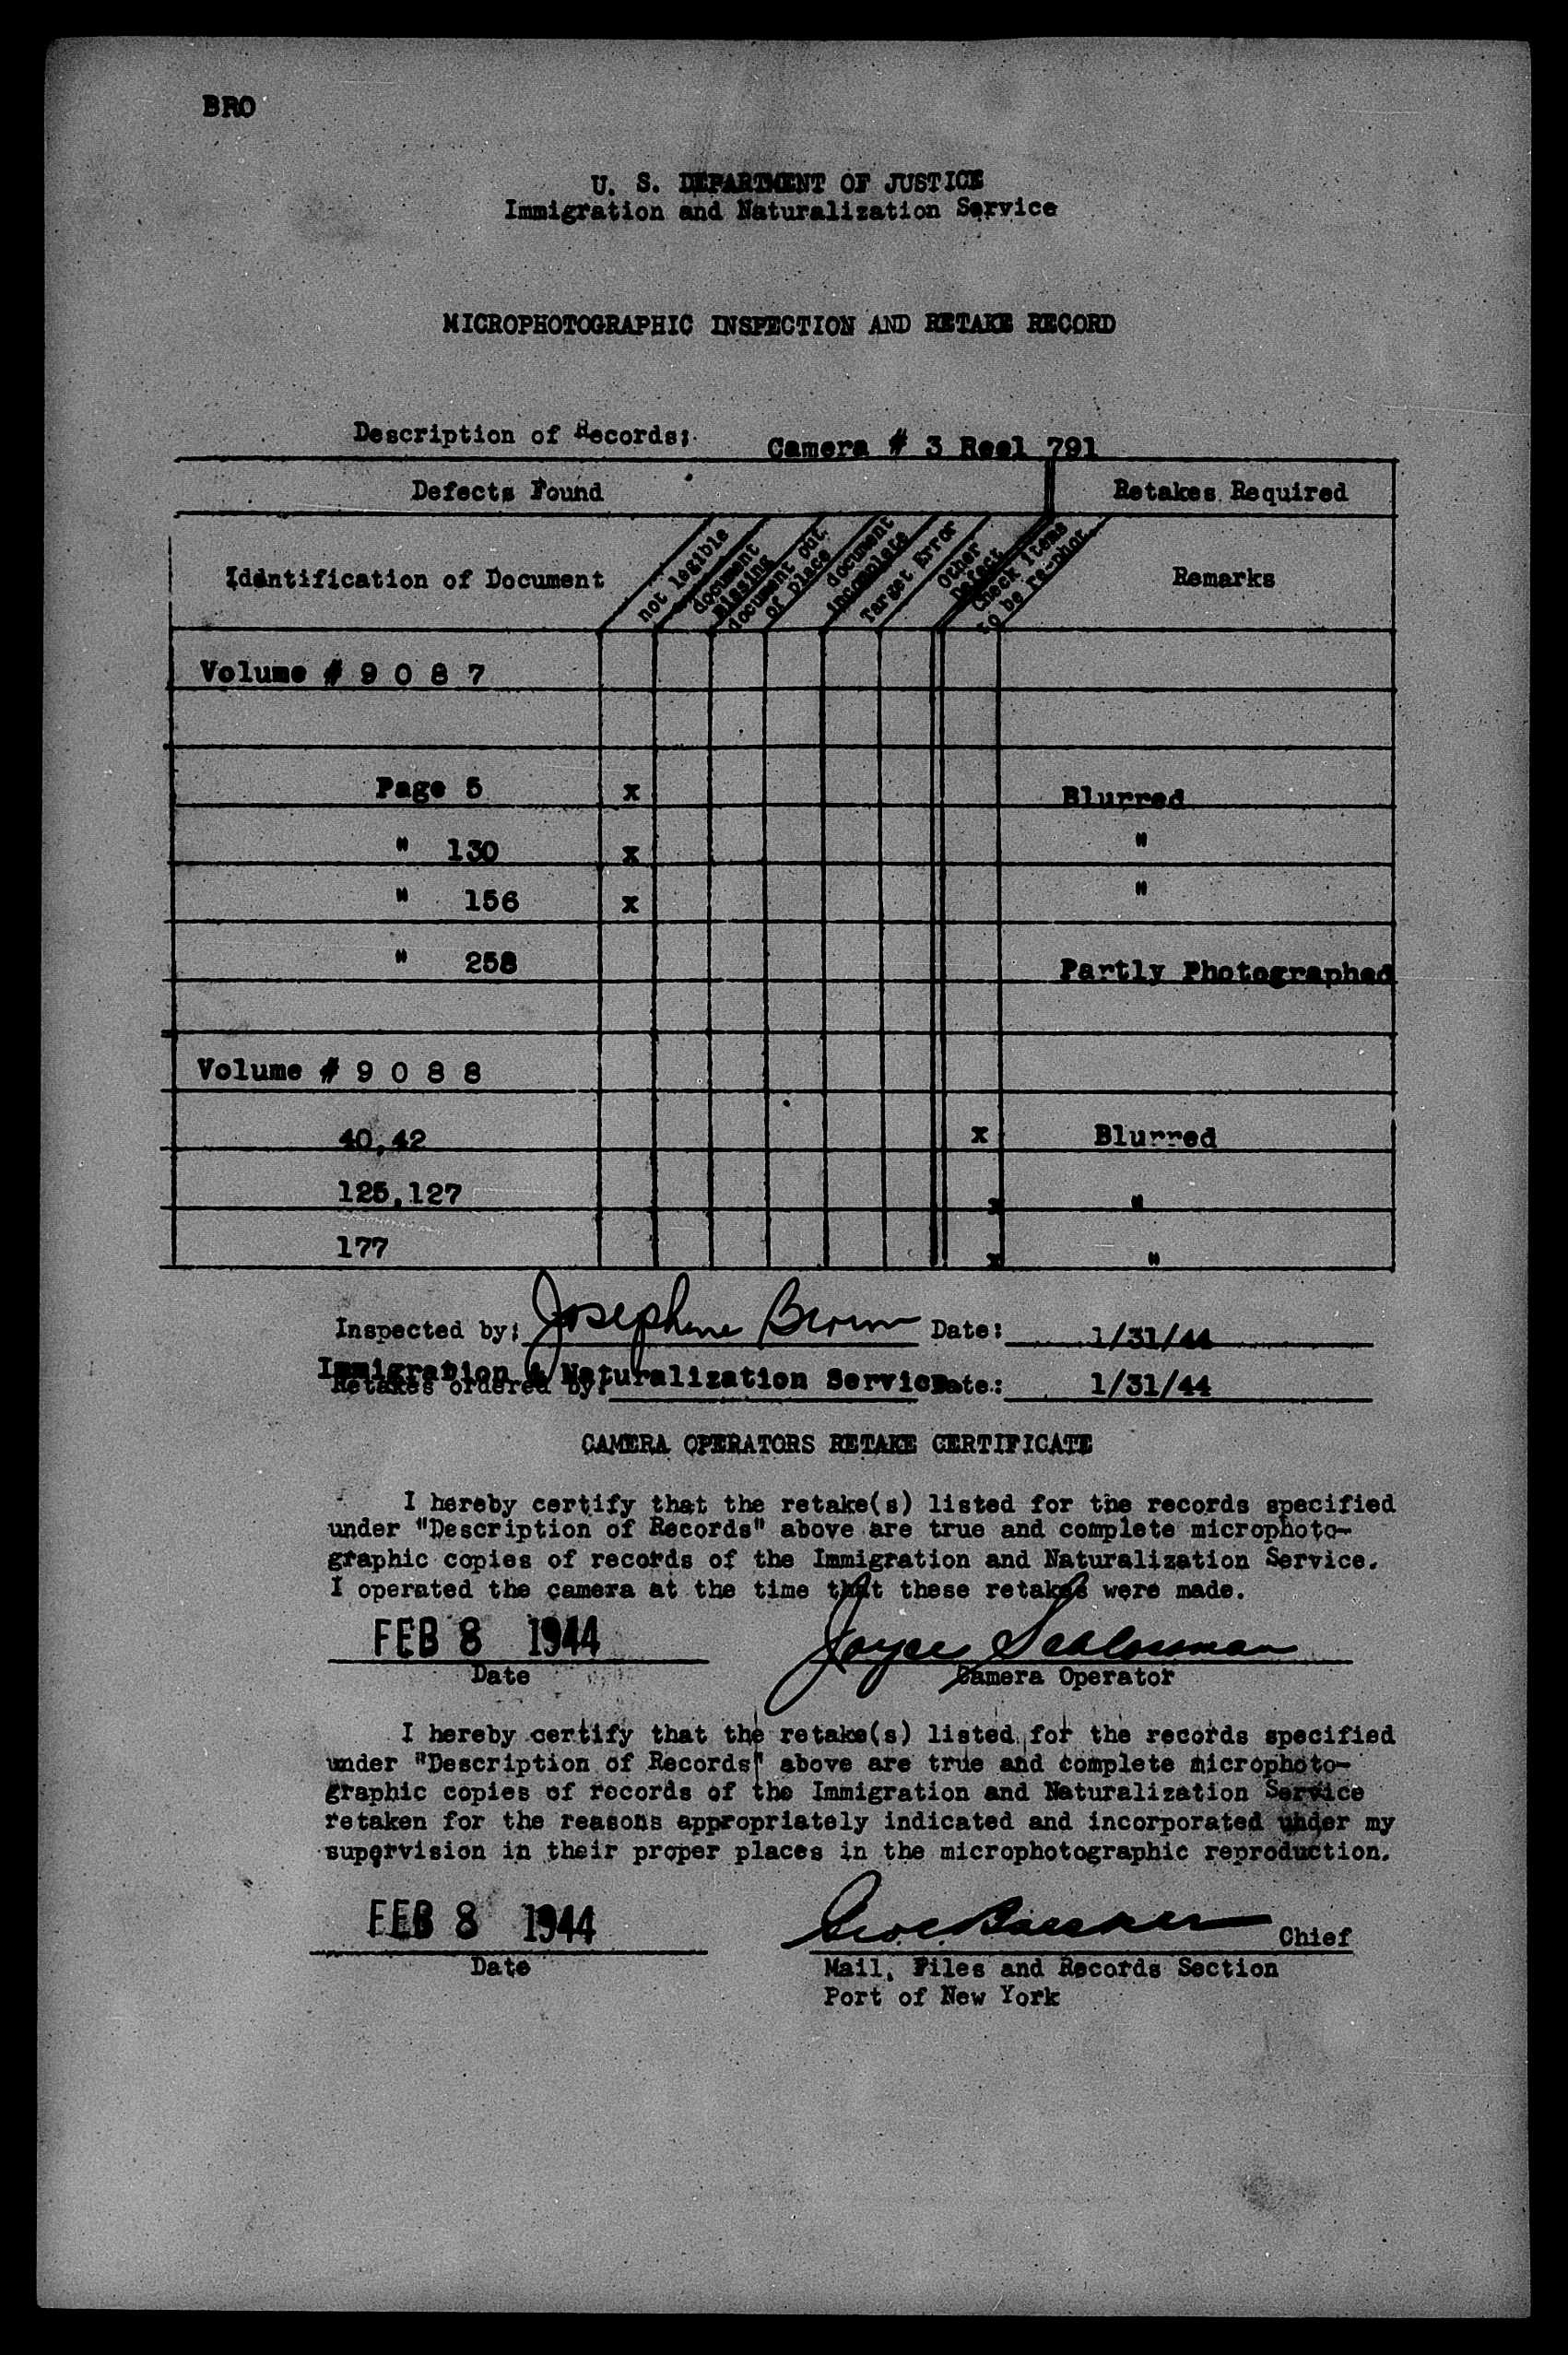 BRO
U. S. DEPARTMENT OF JUSTICE
Immigration and Naturalization Service
MICROPHOTOGRAPHIC INSPECTION AND RETAKE RECORD
Description of Records: Camera # 3 Reel 791
Defects Found Retakes Required
Identification of Document not legible document missing document out of place document incomplete Target Error Other Defect Check items to be re-phot. Remarks
Volume # 9 0 8 7
Page 5 x Blurred
" 130 x "
" 156 x "
" 258 Partly Photographed
Volume # 9 0 8 8
40,42 x Blurred
125,127 x "
177 x "
Inspected by: Josephine Brown Date: 1/31/44
Immigration & Naturalization Service
Retakes ordered by: Date: 1/31/44
CAMERA OPERATORS RETAKE CERTIFICATE
I hereby certify that the retake(s) listed for the records specified
under "Description of Records" above are true and complete microphoto-
graphic copies of records of the Immigration and Naturalization Service.
I operated the camera at the time that these retakes were made.
FEB 8 1944 Joyce
Date Camera Operator
I hereby certify that the retake(s) listed for the records specified
under "Description of Records" above are true and complete microphoto-
graphic copies of records of the Immigration and Naturalization Service
retaken for the reasons appropriately indicated and incorporated under my
supervision in their proper places in the microphotographic reproduction.
FEB 8 1944 Chief
Date Mail, Files and Records Section
Port of New York